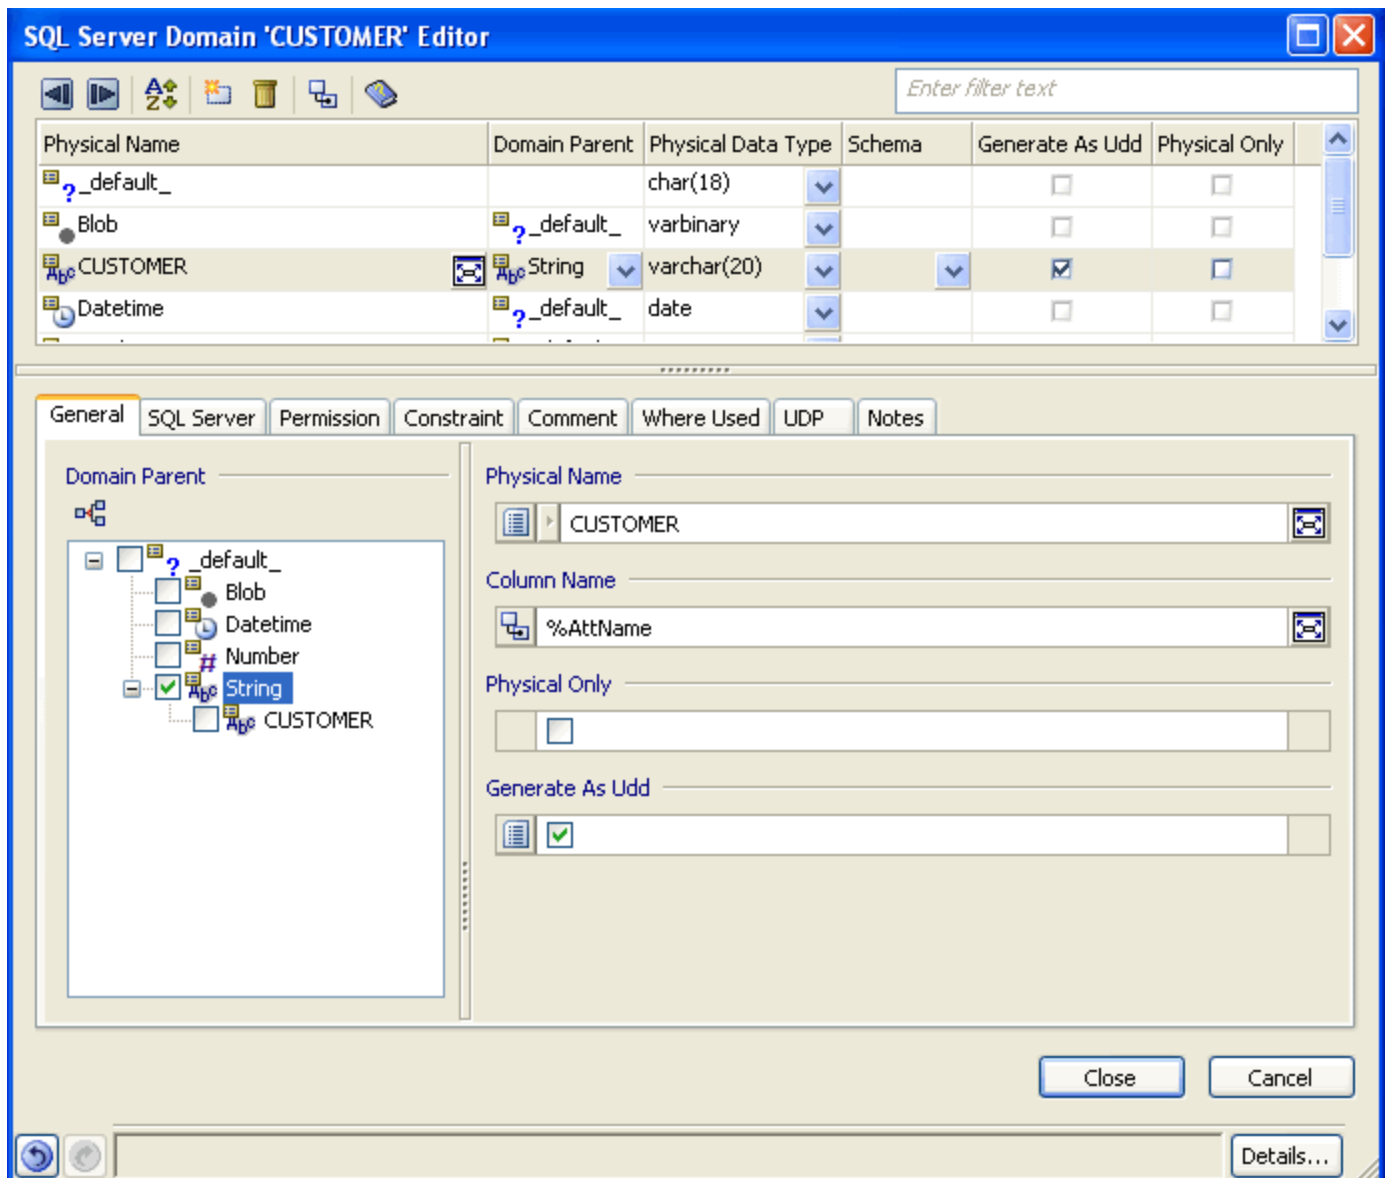 SQL Server Domain 'CUSTOMER' Editor
Enter filter text
Physical Name Domain Parent Physical Data Type Schema Generate As Udd Physical Only
_default_ char(18)
Blob _default_ varbinary
CUSTOMER String varchar(20)
Datetime _default_ date
General SQL Server Permission Constraint Comment Where Used UDP Notes
Domain Parent
_default_
Blob
Datetime
Number
String
CUSTOMER
Physical Name
CUSTOMER
Column Name
%AttName
Physical Only
Generate As Udd
Close Cancel
Details...